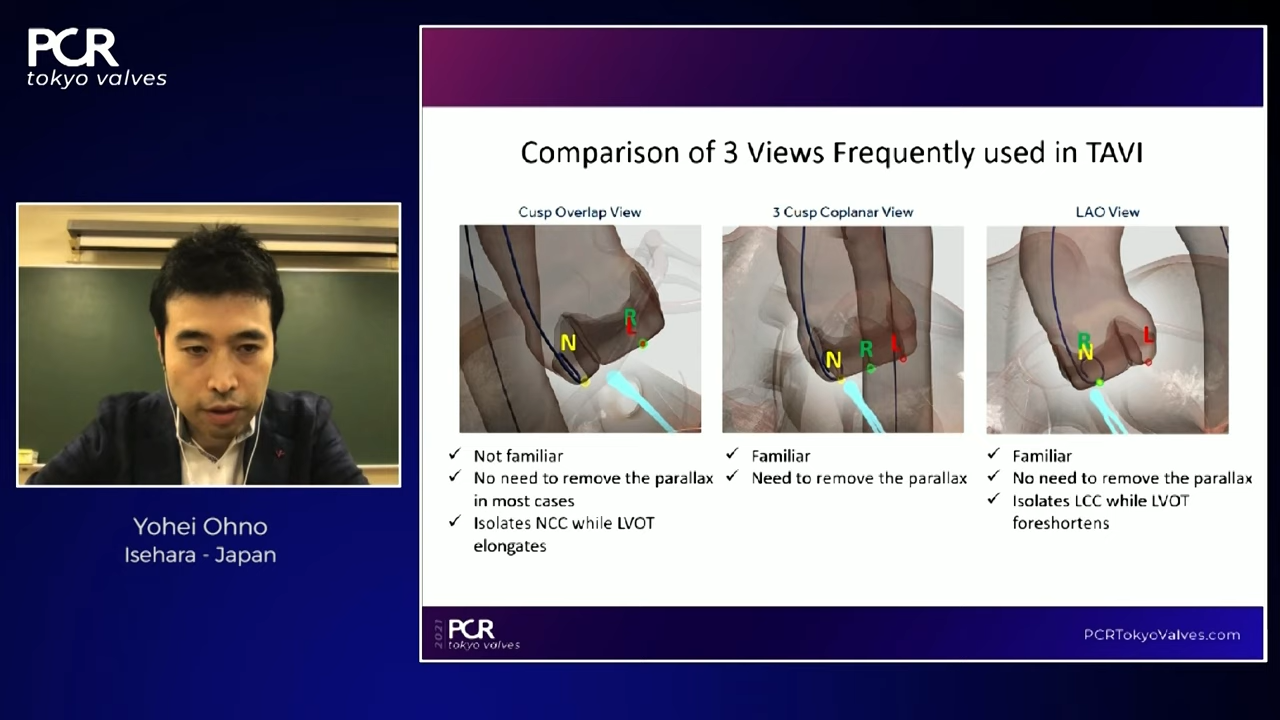 PCR
tokyo valves
Yohei Ohno
Isehara - Japan
Comparison of 3 Views Frequently used in TAVI
Cusp Overlap View
N
R
L
✓ Not familiar
✓ No need to remove the parallax
in most cases
✓ Isolates NCC while LVOT
elongates
3 Cusp Coplanar View
N
R
L
✓ Familiar
✓ Need to remove the parallax
LAO View
R
N
L
✓ Familiar
✓ No need to remove the parallax
✓ Isolates LCC while LVOT
foreshortens
2021
PCR
tokyo valves
PCRTokyoValves.com